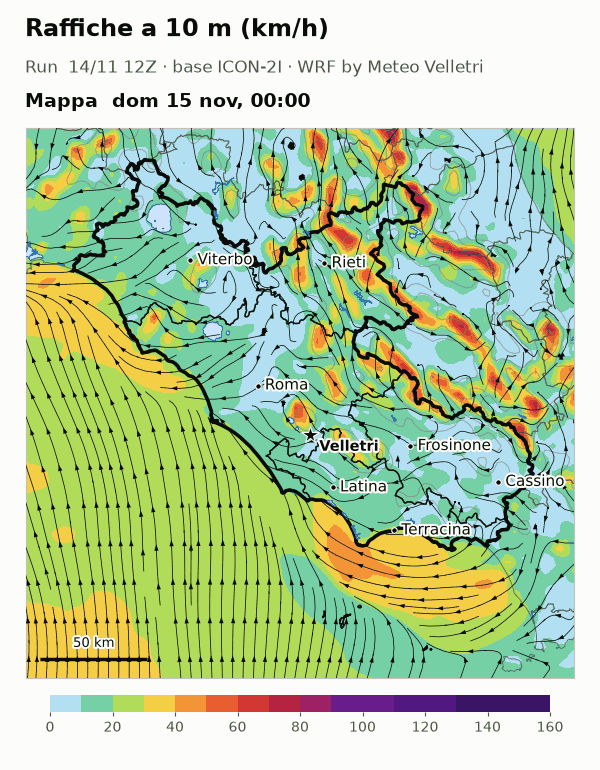 Raffiche a 10 m (km/h)
Run 14/11 12Z · base ICON-2I · WRF by Meteo Velletri
Mappa dom 15 nov, 00:00
Viterbo
Rieti
Roma
Velletri
Frosinone
Cassino
Latina
Terracina
50 km
0 20 40 60 80 100 120 140 160